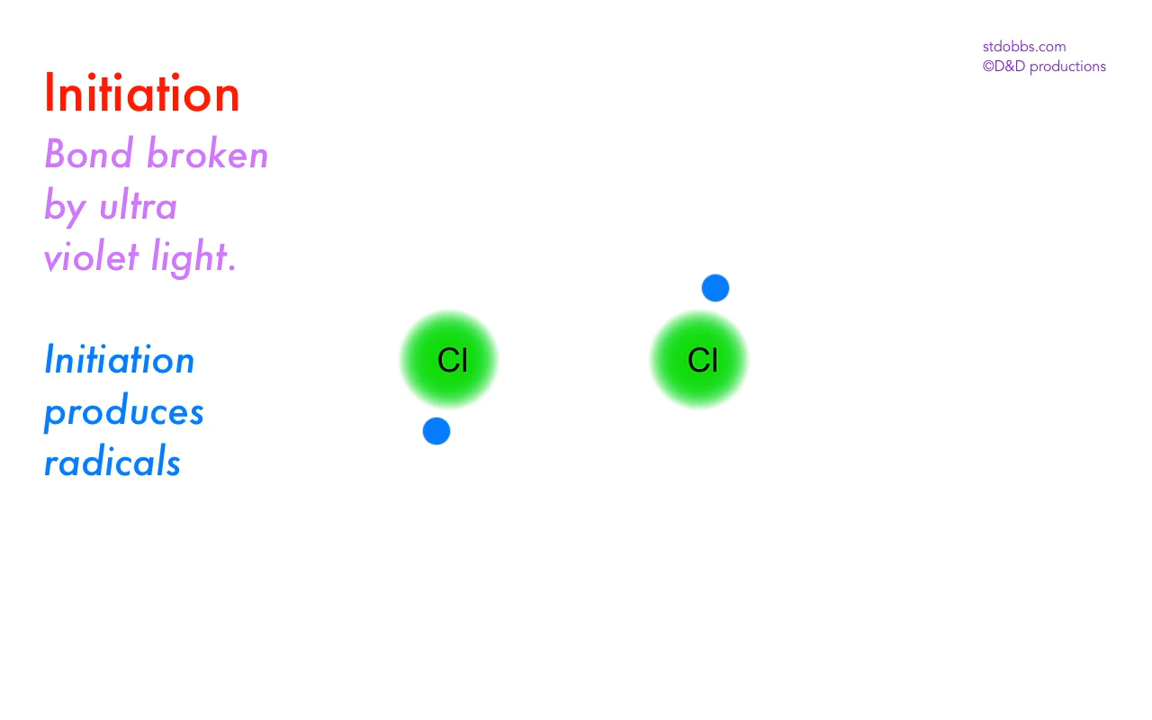 stdobbs.com
©D&D productions
Initiation
Bond broken
by ultra
violet light.
Initiation
produces
radicals
Cl
Cl